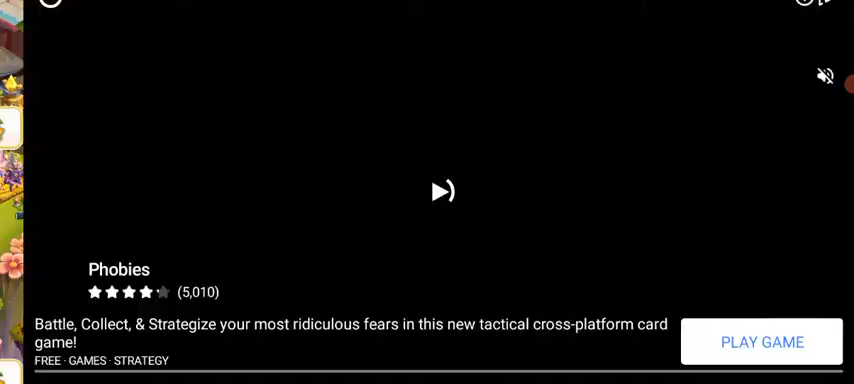 Phobies
(5,010)
Battle, Collect, & Strategize your most ridiculous fears in this new tactical cross-platform card
game!
PLAY GAME
FREE · GAMES · STRATEGY